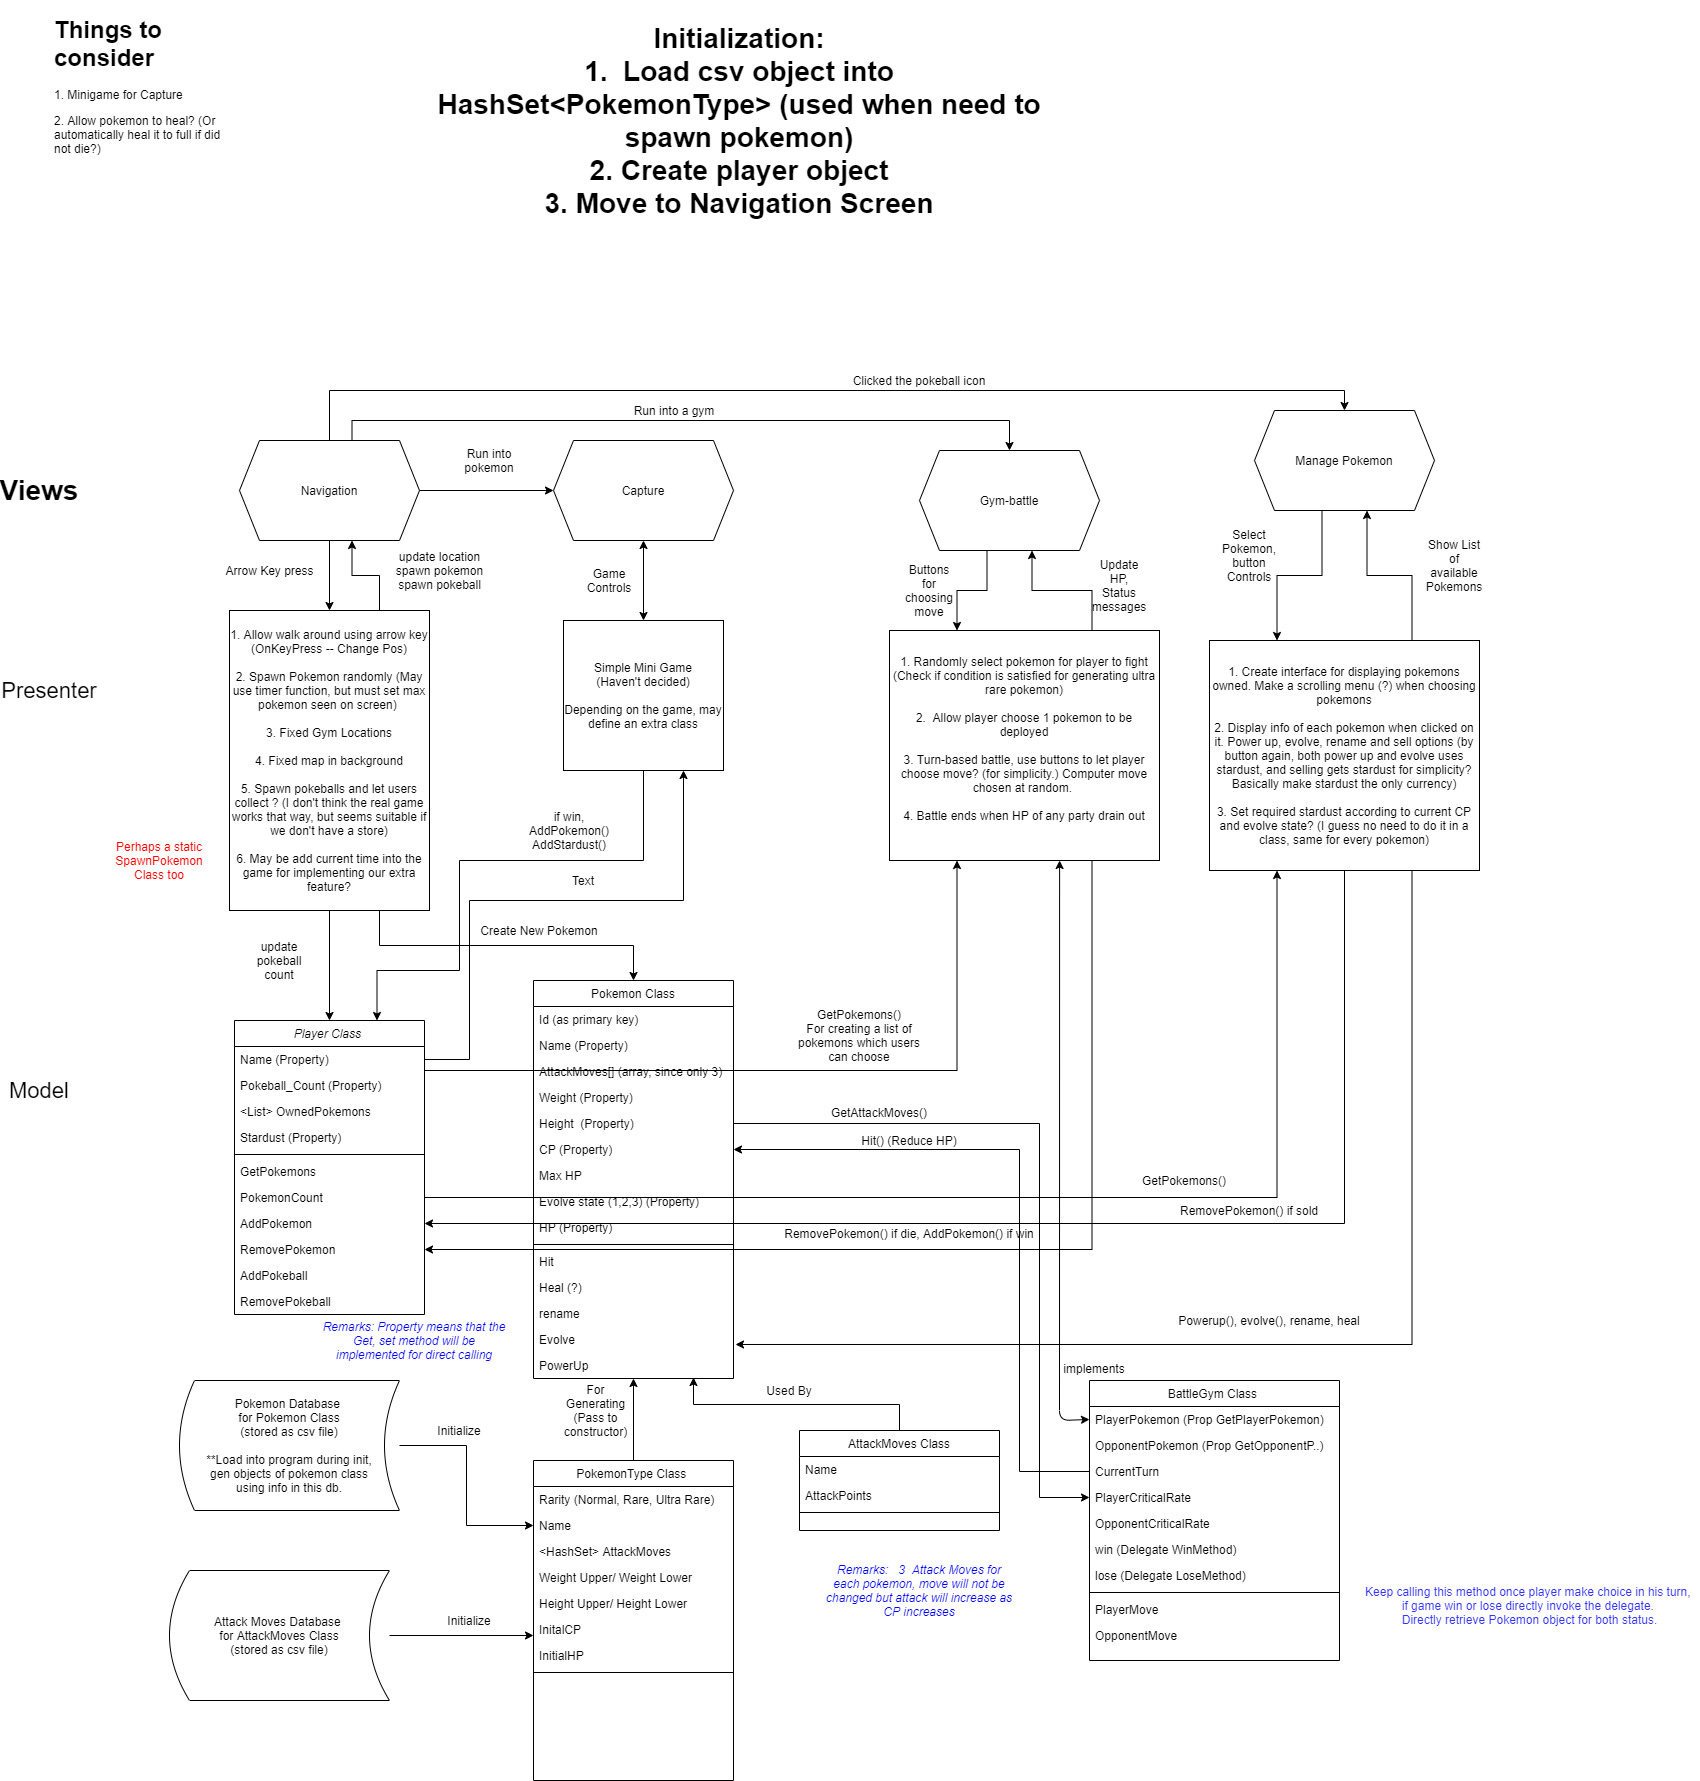 Things to
consider
1. Minigame for Capture
2. Allow pokemon to heal? (Or
automatically heal it to full if did
not die?)
Initialization:
1.  Load csv object into
HashSet<PokemonType> (used when need to
spawn pokemon)
2. Create player object
3. Move to Navigation Screen
Clicked the pokeball icon
Run into a gym
Views
Navigation
Run into
pokemon
Capture
Gym-battle
Manage Pokemon
Arrow Key press
update location
spawn pokemon
spawn pokeball
Game
Controls
Buttons
for
choosing
move
Update
HP,
Status
messages
Select
Pokemon,
button
Controls
Show List
of
available
Pokemons
Presenter
1. Allow walk around using arrow key
(OnKeyPress -- Change Pos)
2. Spawn Pokemon randomly (May
use timer function, but must set max
pokemon seen on screen)
3. Fixed Gym Locations
4. Fixed map in background
5. Spawn pokeballs and let users
collect ? (I don't think the real game
works that way, but seems suitable if
we don't have a store)
6. May be add current time into the
game for implementing our extra
feature?
Perhaps a static
SpawnPokemon
Class too
Simple Mini Game
(Haven't decided)
Depending on the game, may
define an extra class
1. Randomly select pokemon for player to fight
(Check if condition is satisfied for generating ultra
rare pokemon)
2.  Allow player choose 1 pokemon to be
deployed
3. Turn-based battle, use buttons to let player
choose move? (for simplicity.) Computer move
chosen at random.
4. Battle ends when HP of any party drain out
1. Create interface for displaying pokemons
owned. Make a scrolling menu (?) when choosing
pokemons
2. Display info of each pokemon when clicked on
it. Power up, evolve, rename and sell options (by
button again, both power up and evolve uses
stardust, and selling gets stardust for simplicity?
Basically make stardust the only currency)
3. Set required stardust according to current CP
and evolve state? (I guess no need to do it in a
class, same for every pokemon)
if win,
AddPokemon()
AddStardust()
Text
update
pokeball
count
Create New Pokemon
Model
Player Class
Name (Property)
Pokeball_Count (Property)
<List> OwnedPokemons
Stardust (Property)
GetPokemons
PokemonCount
AddPokemon
RemovePokemon
AddPokeball
RemovePokeball
Remarks: Property means that the
Get, set method will be
implemented for direct calling
Pokemon Class
Id (as primary key)
Name (Property)
AttackMoves[] (array, since only 3)
Weight (Property)
Height  (Property)
CP (Property)
Max HP
Evolve state (1,2,3) (Property)
HP (Property)
Hit
Heal (?)
rename
Evolve
PowerUp
GetPokemons()
For creating a list of
pokemons which users
can choose
GetAttackMoves()
Hit() (Reduce HP)
GetPokemons()
RemovePokemon() if sold
RemovePokemon() if die, AddPokemon() if win
Powerup(), evolve(), rename, heal
implements
Pokemon Database
for Pokemon Class
(stored as csv file)
**Load into program during init,
gen objects of pokemon class
using info in this db.
Initialize
For
Generating
(Pass to
constructor)
Used By
Attack Moves Database
for AttackMoves Class
(stored as csv file)
Initialize
PokemonType Class
Rarity (Normal, Rare, Ultra Rare)
Name
<HashSet> AttackMoves
Weight Upper/ Weight Lower
Height Upper/ Height Lower
InitalCP
InitialHP
AttackMoves Class
Name
AttackPoints
Remarks:   3  Attack Moves for
each pokemon, move will not be
changed but attack will increase as
CP increases
BattleGym Class
PlayerPokemon (Prop GetPlayerPokemon)
OpponentPokemon (Prop GetOpponentP..)
CurrentTurn
PlayerCriticalRate
OpponentCriticalRate
win (Delegate WinMethod)
lose (Delegate LoseMethod)
PlayerMove
OpponentMove
Keep calling this method once player make choice in his turn,
if game win or lose directly invoke the delegate.
Directly retrieve Pokemon object for both status.